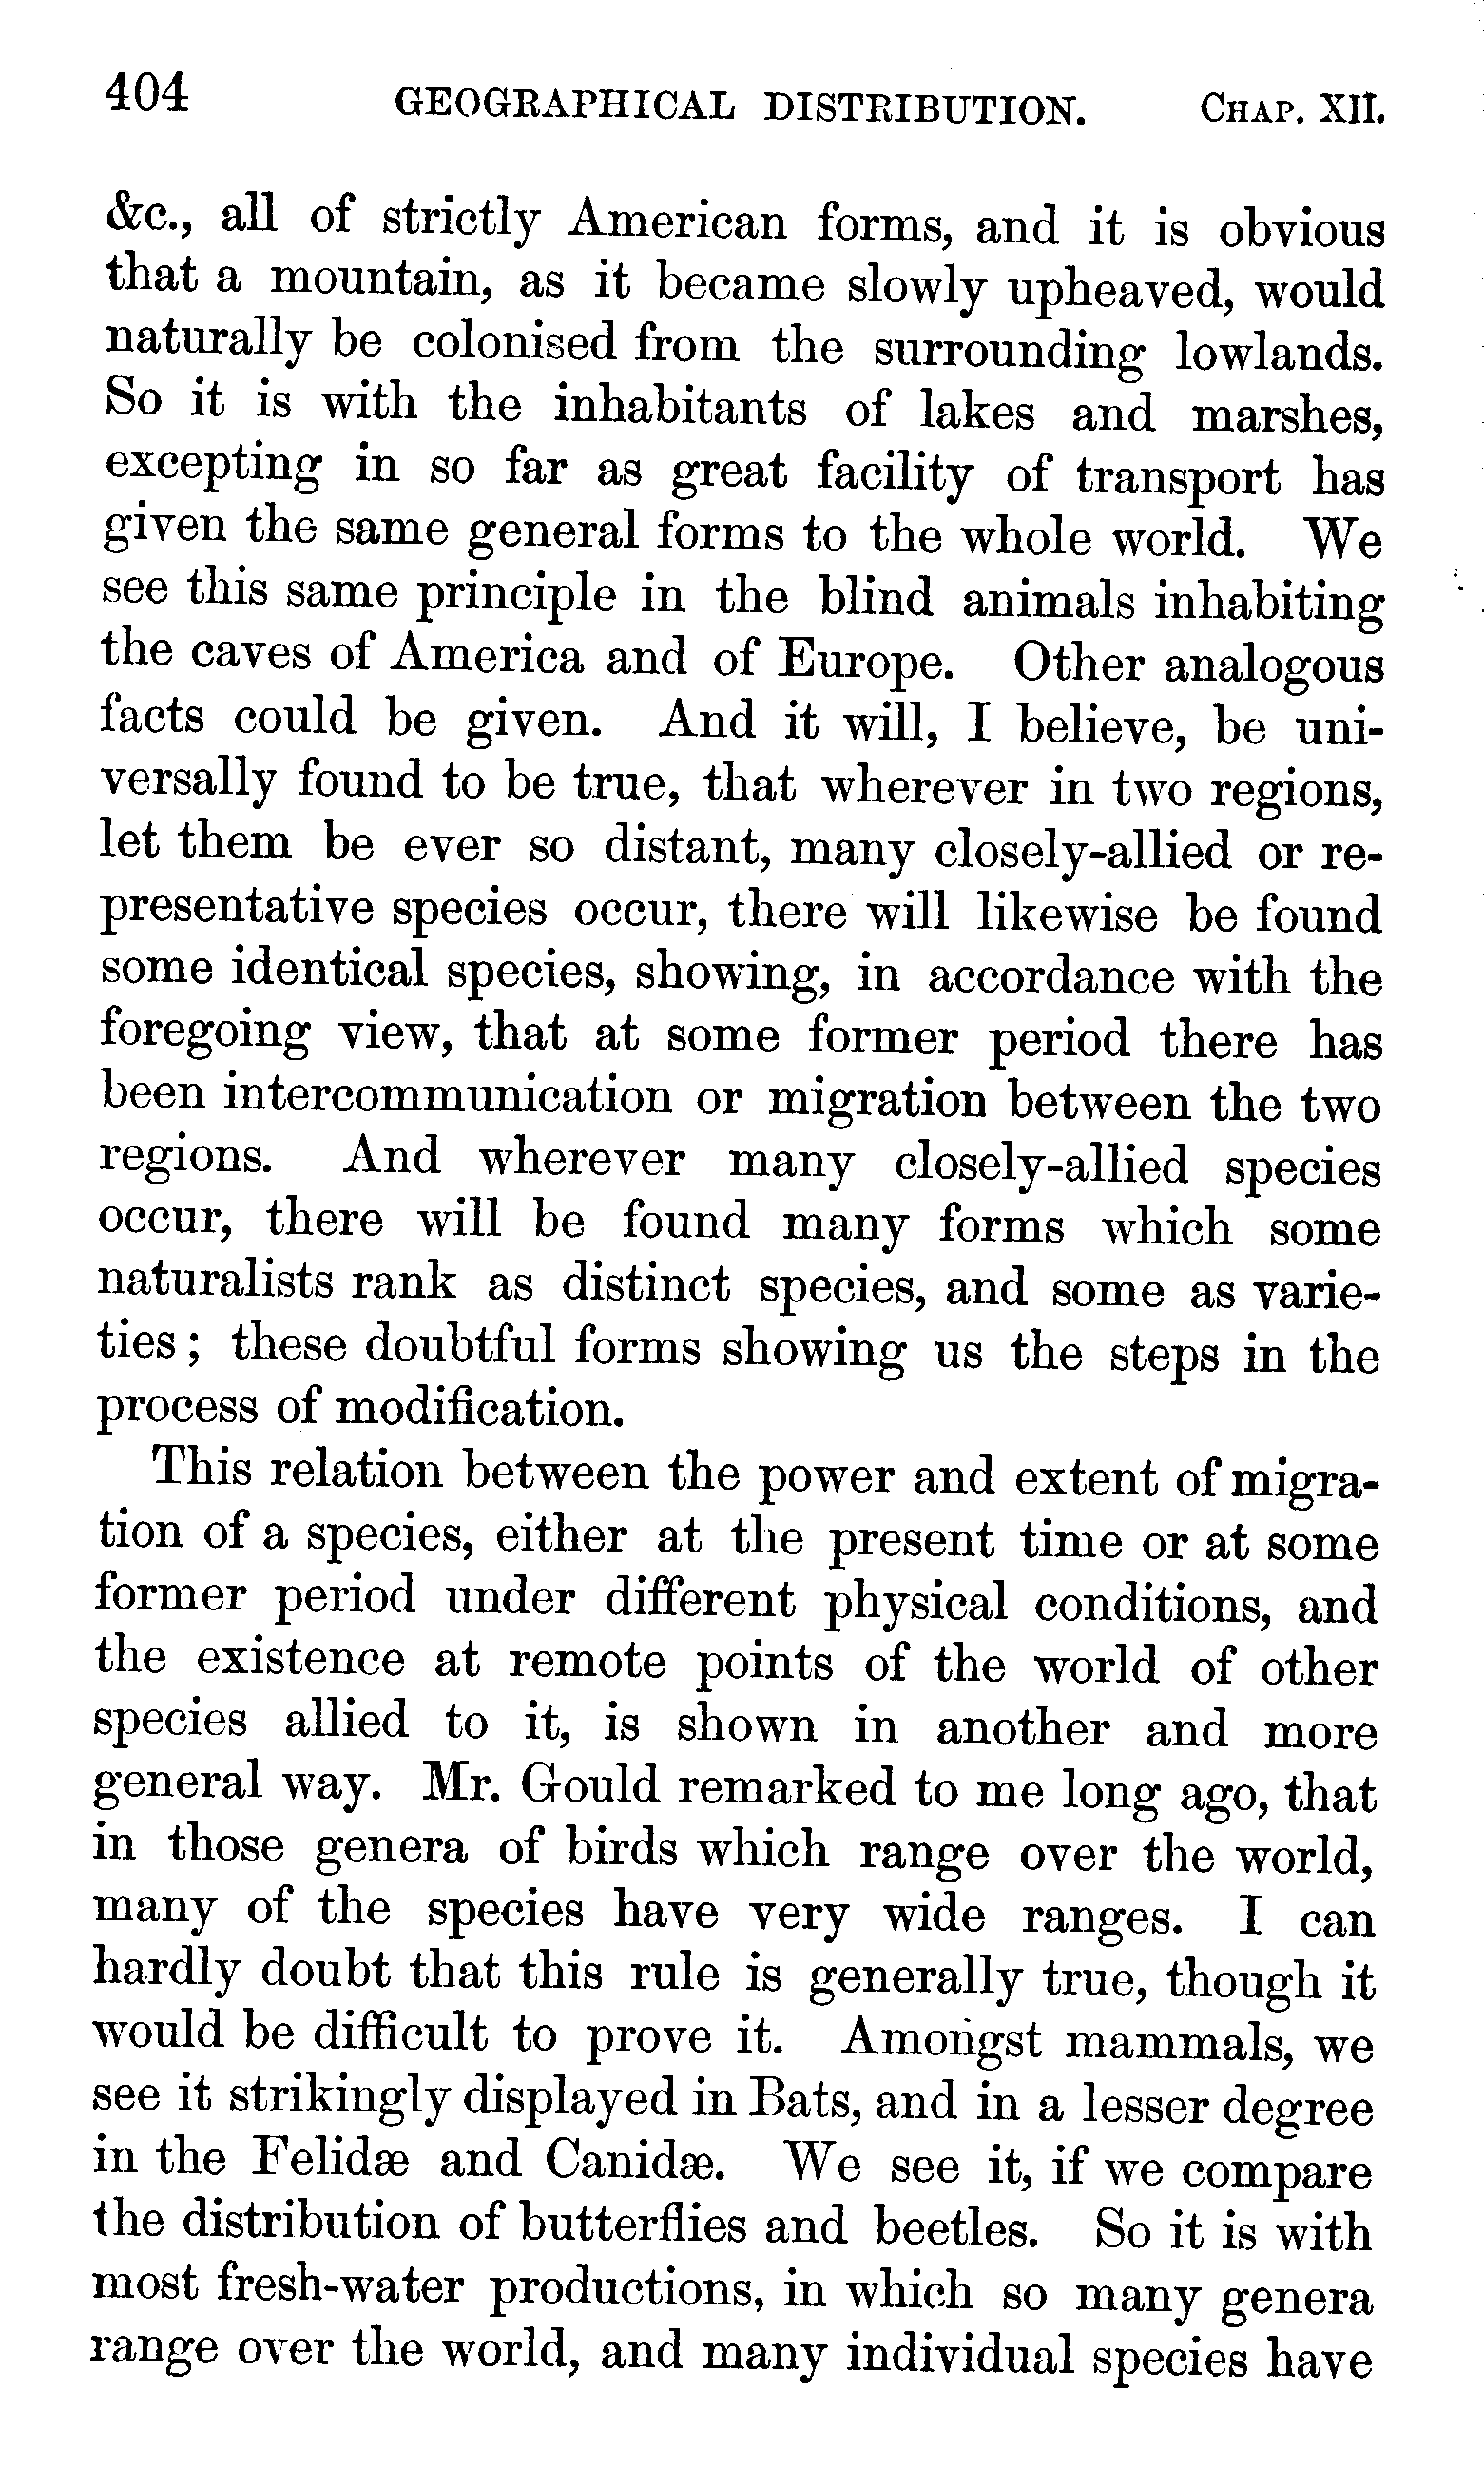 404 GEOGRAPHICAL DISTRIBUTION. CHAP. XII.
&c., all of strictly American forms, and it is obvious
that a mountain, as it became slowly upheaved, would
naturally be colonised from the surrounding lowlands.
So it is with the inhabitants of lakes and marshes,
excepting in so far as great facility of transport has
given the same general forms to the whole world. We
see this same principle in the blind animals inhabiting
the caves of America and of Europe. Other analogous
facts could be given. And it will, I believe, be uni-
versally found to be true, that wherever in two regions,
let them be ever so distant, many closely-allied or re-
presentative species occur, there will likewise be found
some identical species, showing, in accordance with the
foregoing view, that at some former period there has
been intercommunication or migration between the two
regions. And wherever many closely-allied species
occur, there will be found many forms which some
naturalists rank as distinct species, and some as varie-
ties; these doubtful forms showing us the steps in the
process of modification.
This relation between the power and extent of migra-
tion of a species, either at the present time or at some
former period under different physical conditions, and
the existence at remote points of the world of other
species allied to it, is shown in another and more
general way. Mr. Gould remarked to me long ago, that
in those genera of birds which range over the world,
many of the species have very wide ranges. I can
hardly doubt that this rule is generally true, though it
would be difficult to prove it. Amongst mammals, we
see it strikingly displayed in Bats, and in a lesser degree
in the Felidæ and Canidæ. We see it, if we compare
the distribution of butterflies and beetles. So it is with
most fresh-water productions, in which so many genera
range over the world, and many individual species have